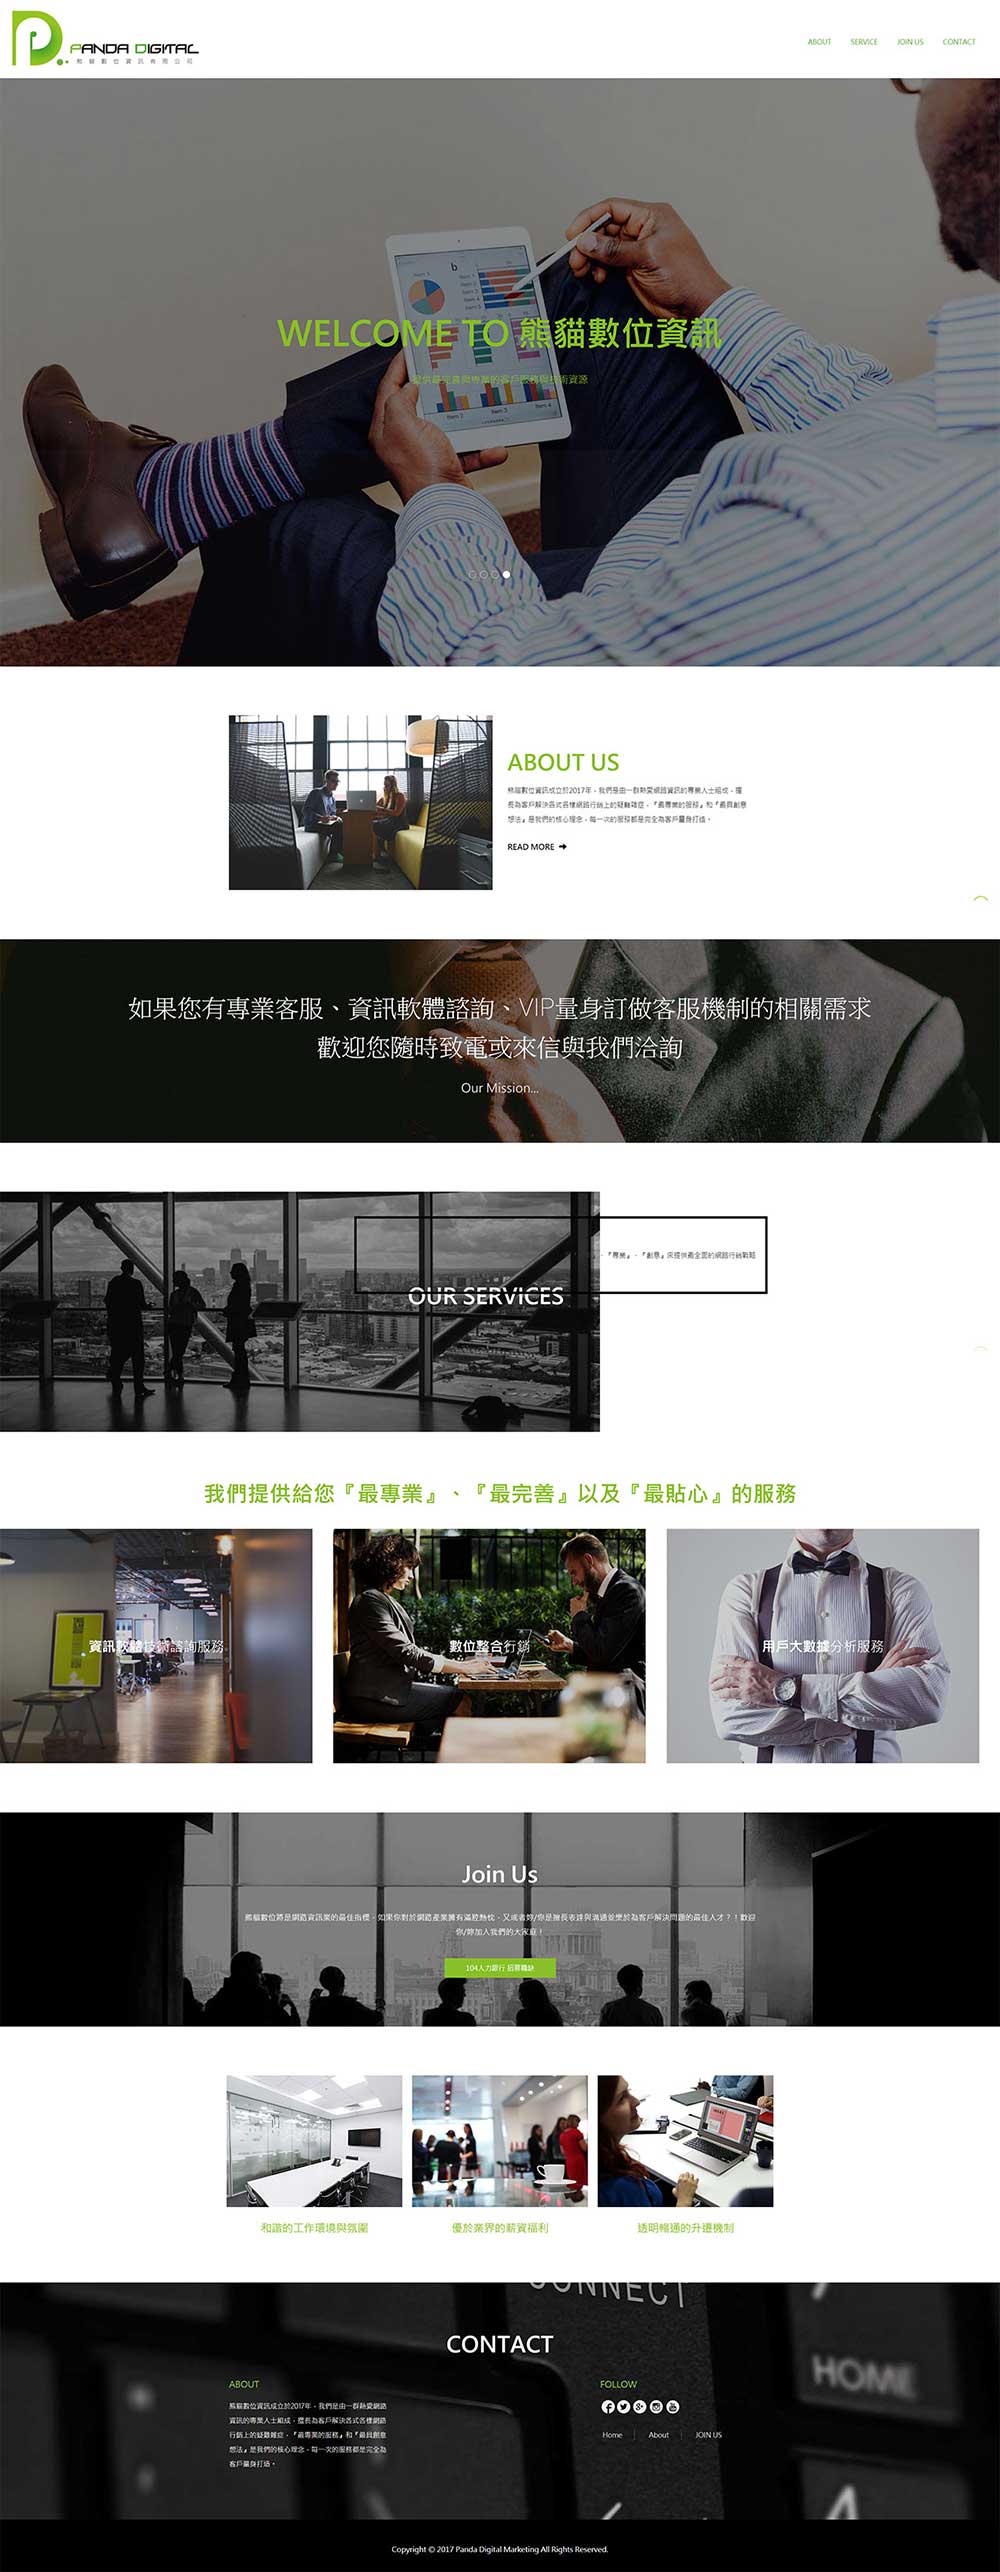 PANDA DIGITAL
熊貓數位資訊有限公司
ABOUT
SERVICE
JOIN US
CONTACT
b
Item 3
Item 4
WELCOME TO 熊貓數位資訊
提供最完善與專業的客戶服務與技術資源
ABOUT US
熊貓數位資訊成立於2017年，我們是由一群熱愛網路資訊的專業人士組成，擅
長為客戶解決各式各樣網路行銷上的疑難雜症，『最專業的服務』和『最具創意
想法』是我們的核心理念，每一次的服務都是完全為客戶量身打造。
READ MORE
如果您有專業客服、資訊軟體諮詢、VIP量身訂做客服機制的相關需求
歡迎您隨時致電或來信與我們洽詢
Our Mission...
、『專業』、『創意』來提供最全面的網路行銷戰略
OUR SERVICES
我們提供給您『最專業』、『最完善』以及『最貼心』的服務
資訊軟體技術諮詢服務
數位整合行銷
用戶大數據分析服務
Join Us
熊貓數位將是網路資訊業的最佳指標，如果你對於網路產業擁有滿腔熱忱，又或者妳/你是擅長表達與溝通並樂於為客戶解決問題的最佳人才？！歡迎
你/妳加入我們的大家庭！
104人力銀行 招募職缺
和諧的工作環境與氛圍
優於業界的薪資福利
透明暢通的升遷機制
CONNECT
HOME
CONTACT
ABOUT
熊貓數位資訊成立於2017年，我們是由一群熱愛網路
資訊的專業人士組成，擅長為客戶解決各式各樣網路
行銷上的疑難雜症，『最專業的服務』和『最具創意
想法』是我們的核心理念，每一次的服務都是完全為
客戶量身打造。
FOLLOW
Home
About
JOIN US
Copyright © 2017 Panda Digital Marketing All Rights Reserved.